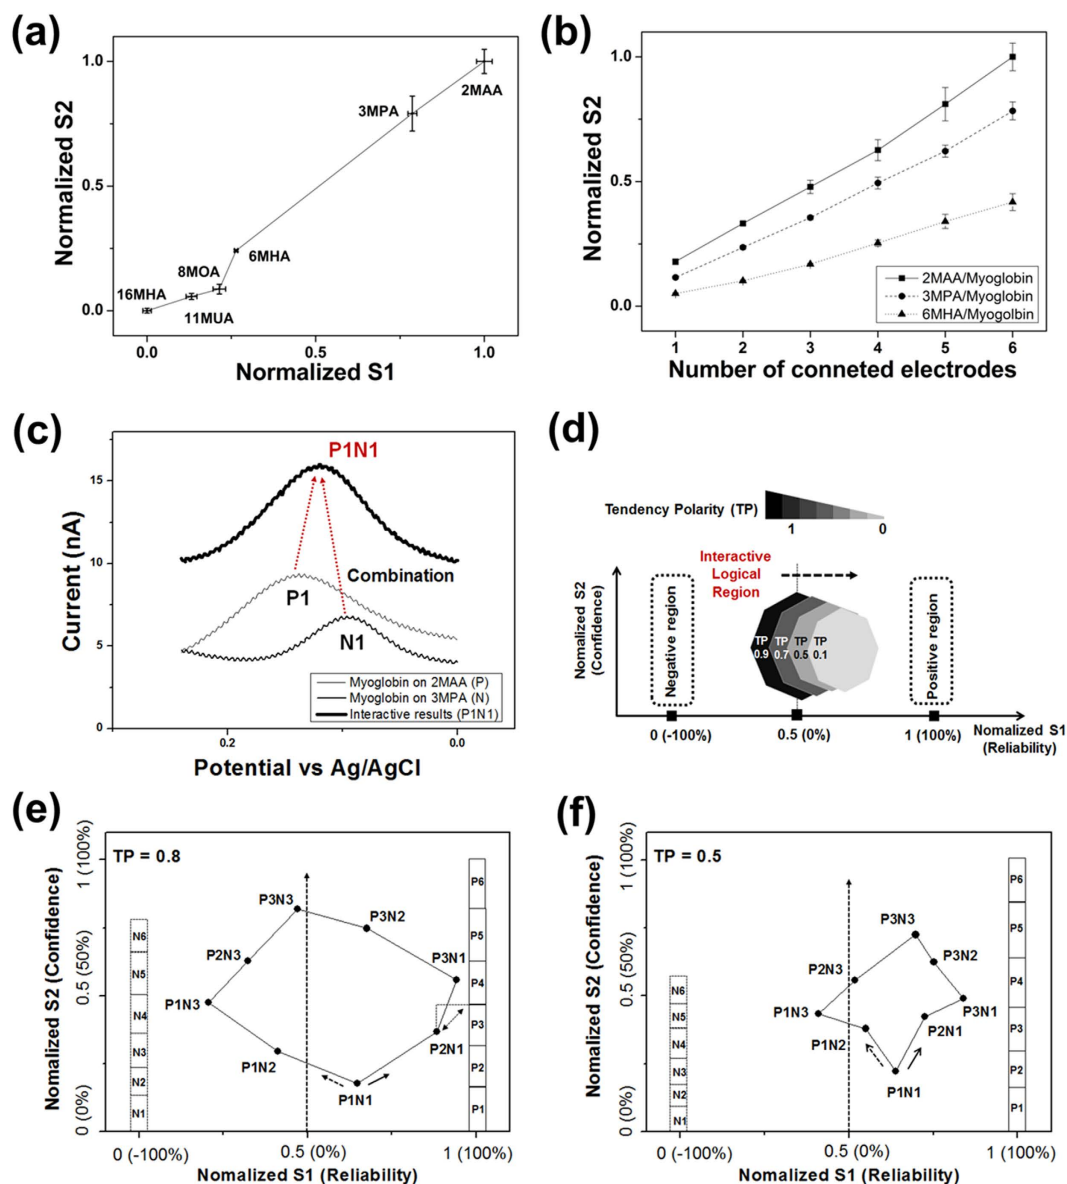 (a)
Normalized S2
1.0
0.5
0.0
2MAA
3MPA
6MHA
8MOA
16MHA
11MUA
0.0
0.5
1.0
Normalized S1
(b)
Normalized S2
1.0
0.5
0.0
2MAA/Myoglobin
3MPA/Myoglobin
6MHA/Myogolbin
1 2 3 4 5 6
Number of conneted electrodes
(c)
Current (nA)
15
10
5
0
P1N1
Combination
P1
N1
Myoglobin on 2MAA (P)
Myoglobin on 3MPA (N)
Interactive results (P1N1)
0.2
0.0
Potential vs Ag/AgCl
(d)
Tendency Polarity (TP)
1
0
Interactive
Logical
Region
Nomalized S2
(Confidence)
Negative region
TP
0.9
TP
0.7
TP
0.5
TP
0.1
Positive region
0 (-100%)
0.5 (0%)
1 (100%)
Nomalized S1
(Reliability)
(e)
Nomalized S2 (Confidence)
0 (0%)
0.5 (50%)
1 (100%)
TP = 0.8
N6
N5
N4
N3
N2
N1
P3N3
P3N2
P2N3
P3N1
P1N3
P2N1
P1N2
P1N1
P6
P5
P4
P3
P2
P1
0 (-100%)
0.5 (0%)
1 (100%)
Nomalized S1 (Reliability)
(f)
Nomalized S2 (Confidence)
0 (0%)
0.5 (50%)
1 (100%)
TP = 0.5
N6
N5
N4
N3
N2
N1
P3N3
P3N2
P2N3
P3N1
P1N3
P2N1
P1N2
P1N1
P6
P5
P4
P3
P2
P1
0 (-100%)
0.5 (0%)
1 (100%)
Nomalized S1 (Reliability)